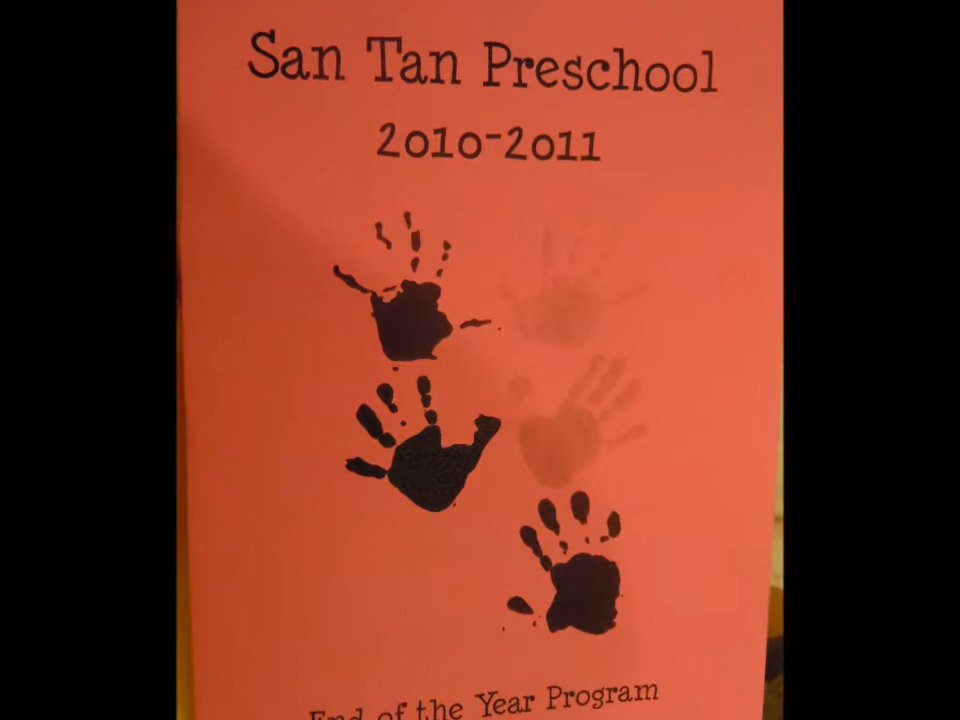 San Tan Preschool
2010-2011
End of the Year Program